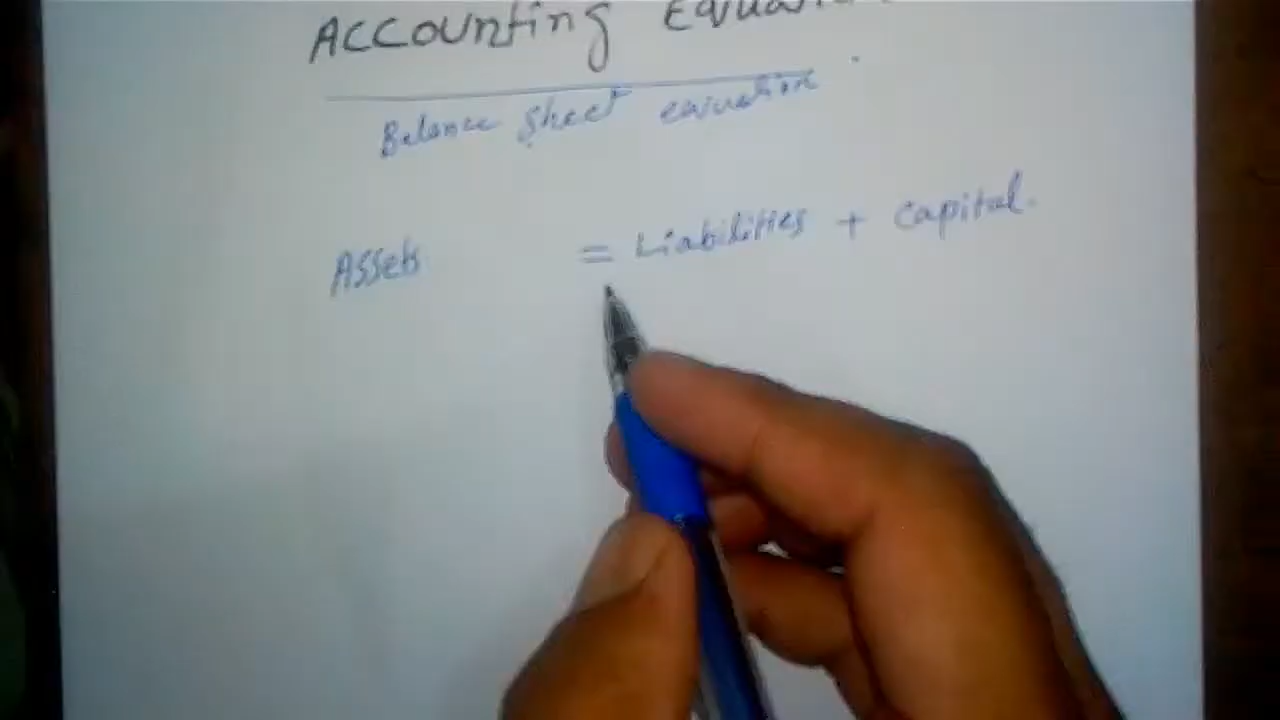 ACCOUNTING
Balance Sheet equation
Assets = Liabilities + capital.